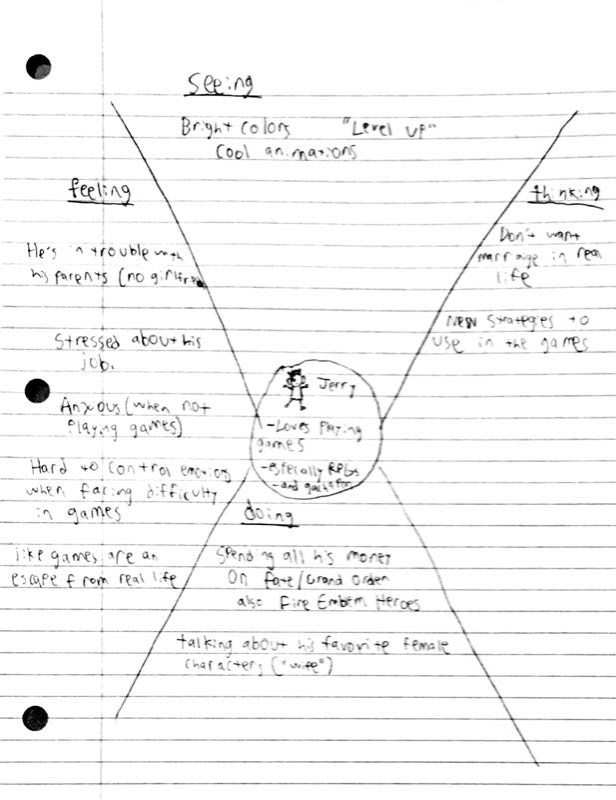 Seeing
Bright colors "Level UP"
Cool animations
feeling
He's in trouble with
his parents (no girlfriend
Stressed about his
job.
Anxious (when not
Playing games)
Hard to control emotions
when facing difficulty
in games
like games are an
escape from real life
thinking
Don't want
marraige in real
life
New strategies to
use in the games
Jerry
-Loves Playing
games
-especially RPGs
-and gacha
doing
Spending all his money
On Fate/Grand Order
also Fire Emblem Heroes
talking about his favorite female
characters ("wife")